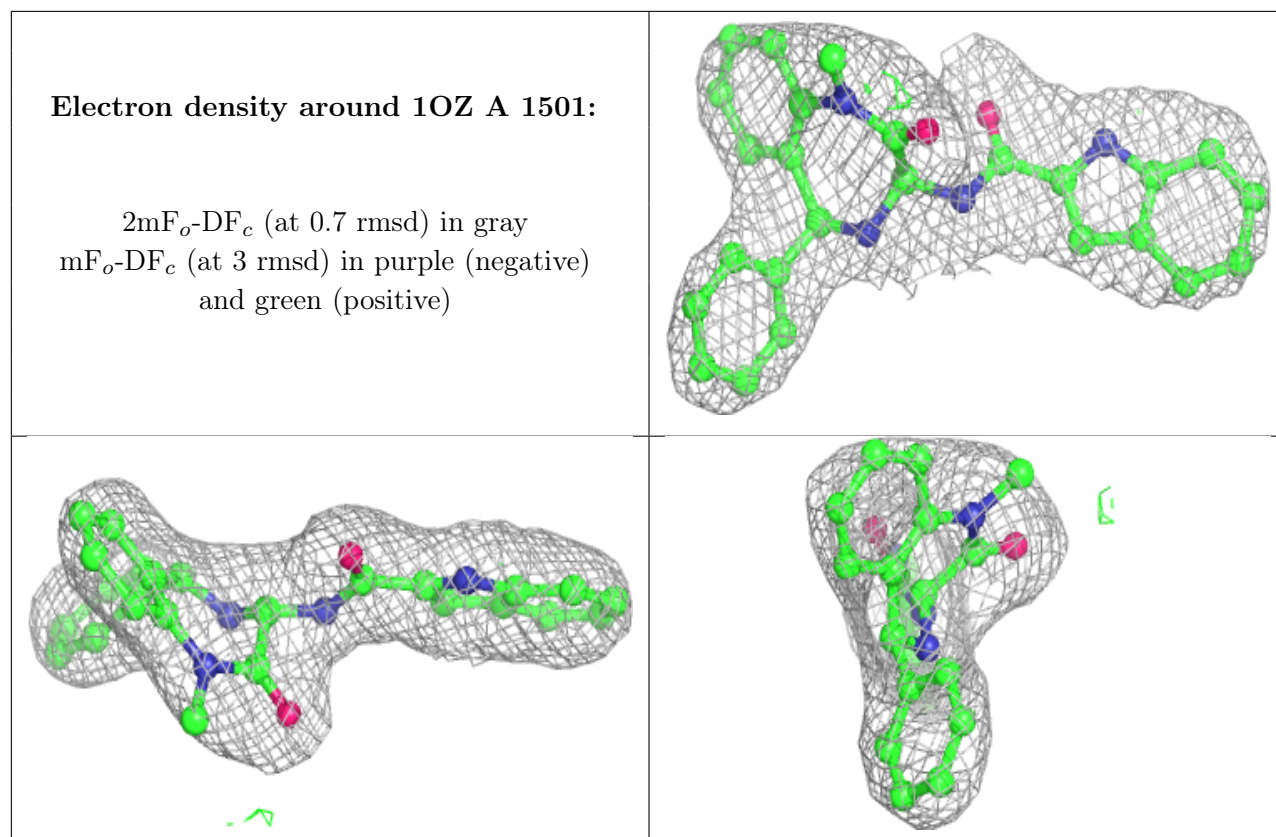 Electron density around 1OZ A 1501:
2mFo-DFc (at 0.7 rmsd) in gray
mFo-DFc (at 3 rmsd) in purple (negative)
and green (positive)